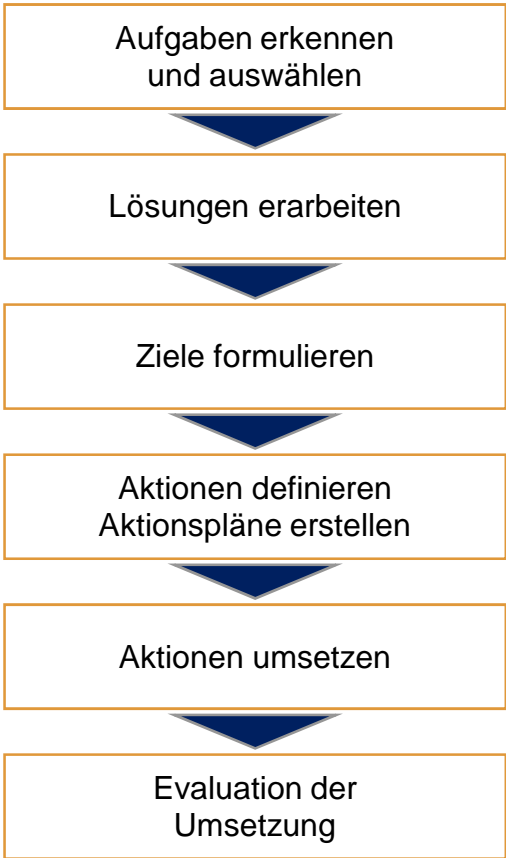 Aufgaben erkennen
und auswählen
Lösungen erarbeiten
Ziele formulieren
Aktionen definieren
Aktionspläne erstellen
Aktionen umsetzen
Evaluation der
Umsetzung